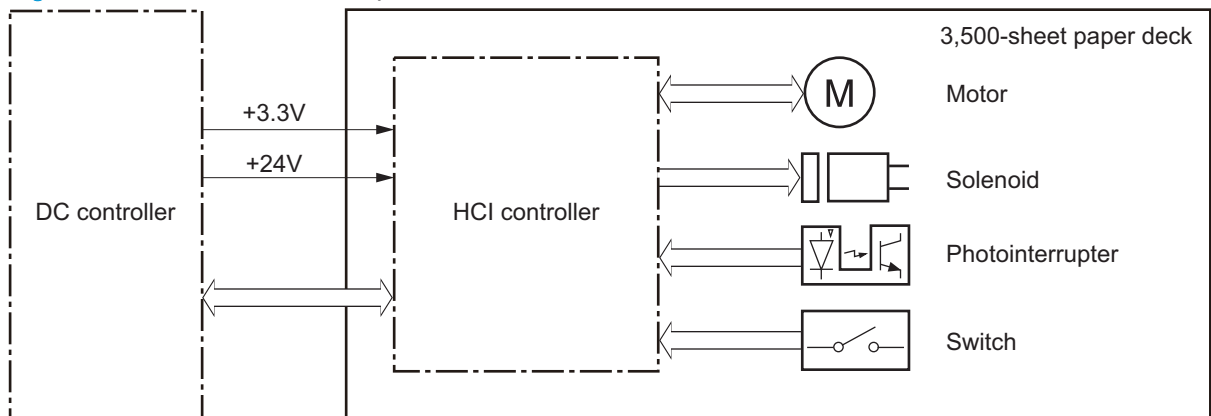 3,500-sheet paper deck
DC controller
+3.3V
+24V
HCI controller
M
Motor
Solenoid
Photointerrupter
Switch